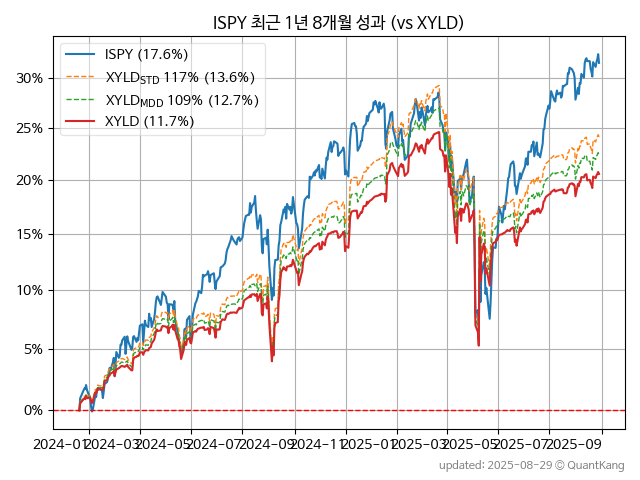 ISPY 최근 1년 8개월 성과 (vs XYLD)
ISPY (17.6%)
XYLD_STD 117% (13.6%)
XYLD_MDD 109% (12.7%)
XYLD (11.7%)
30%
25%
20%
15%
10%
5%
0%
2024-01 2024-03 2024-05 2024-07 2024-09 2024-11 2025-01 2025-03 2025-05 2025-07 2025-09
updated: 2025-08-29 © QuantKang